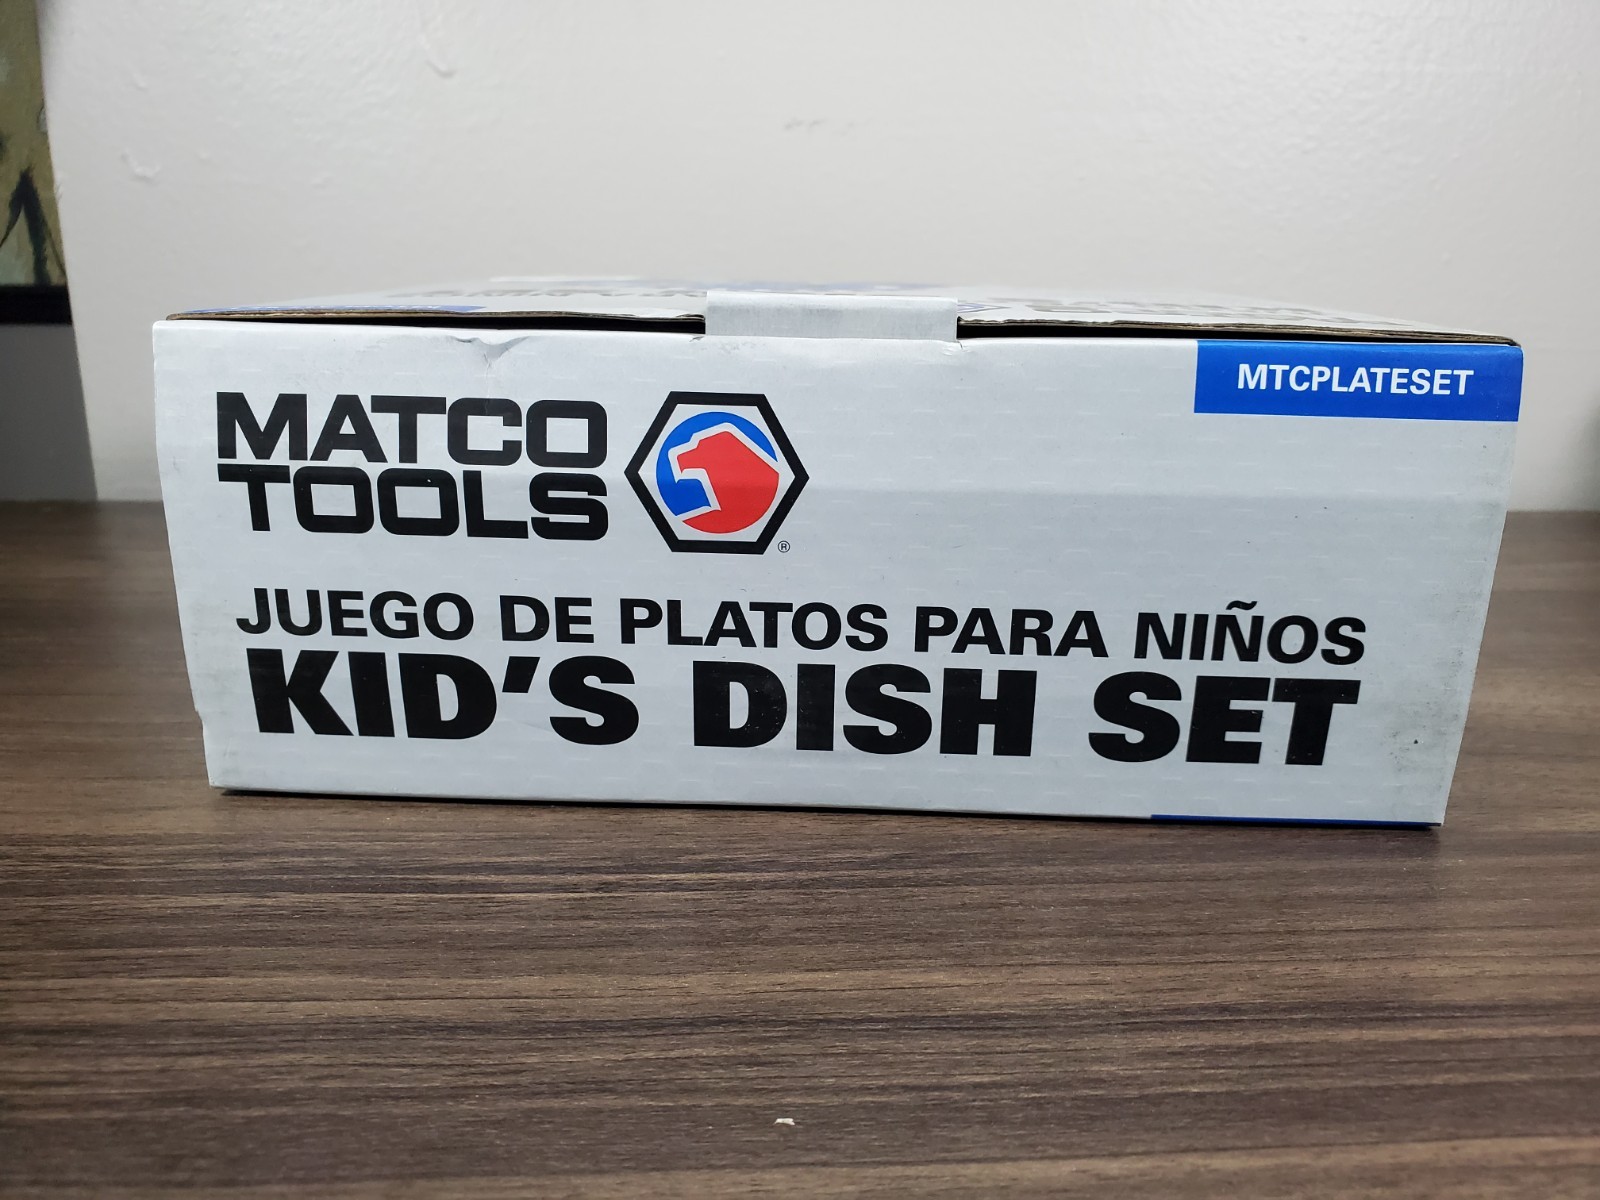 MTCPLATESET
MATCO
TOOLS
®
JUEGO DE PLATOS PARA NIÑOS
KID'S DISH SET